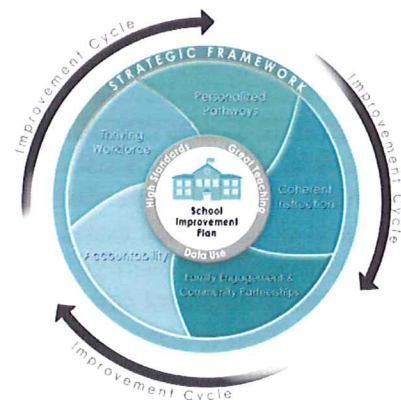 Improvement Cycle
Improvement Cycle
STRATEGIC FRAMEWORK
Personalized
Pathways
Thriving
Workforce
High Standards
Great Teaching
Coherent
Instruction
School
Improvement
Plan
Data Use
Accountability
Family Engagement &
Community Partnerships
Improvement Cycle